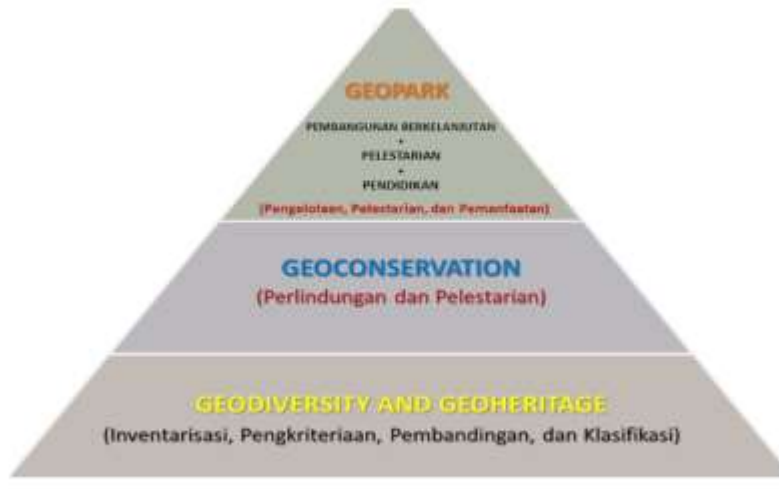 GEOPARK
PEMBANGUNAN BERKELANJUTAN
+
PELESTARIAN
+
PENDIDIKAN
(Pengelolaan, Pelestarian, dan Pemanfaatan)
GEOCONSERVATION
(Perlindungan dan Pelestarian)
GEODIVERSITY AND GEOHERITAGE
(Inventarisasi, Pengkriteriaan, Pembandingan, dan Klasifikasi)